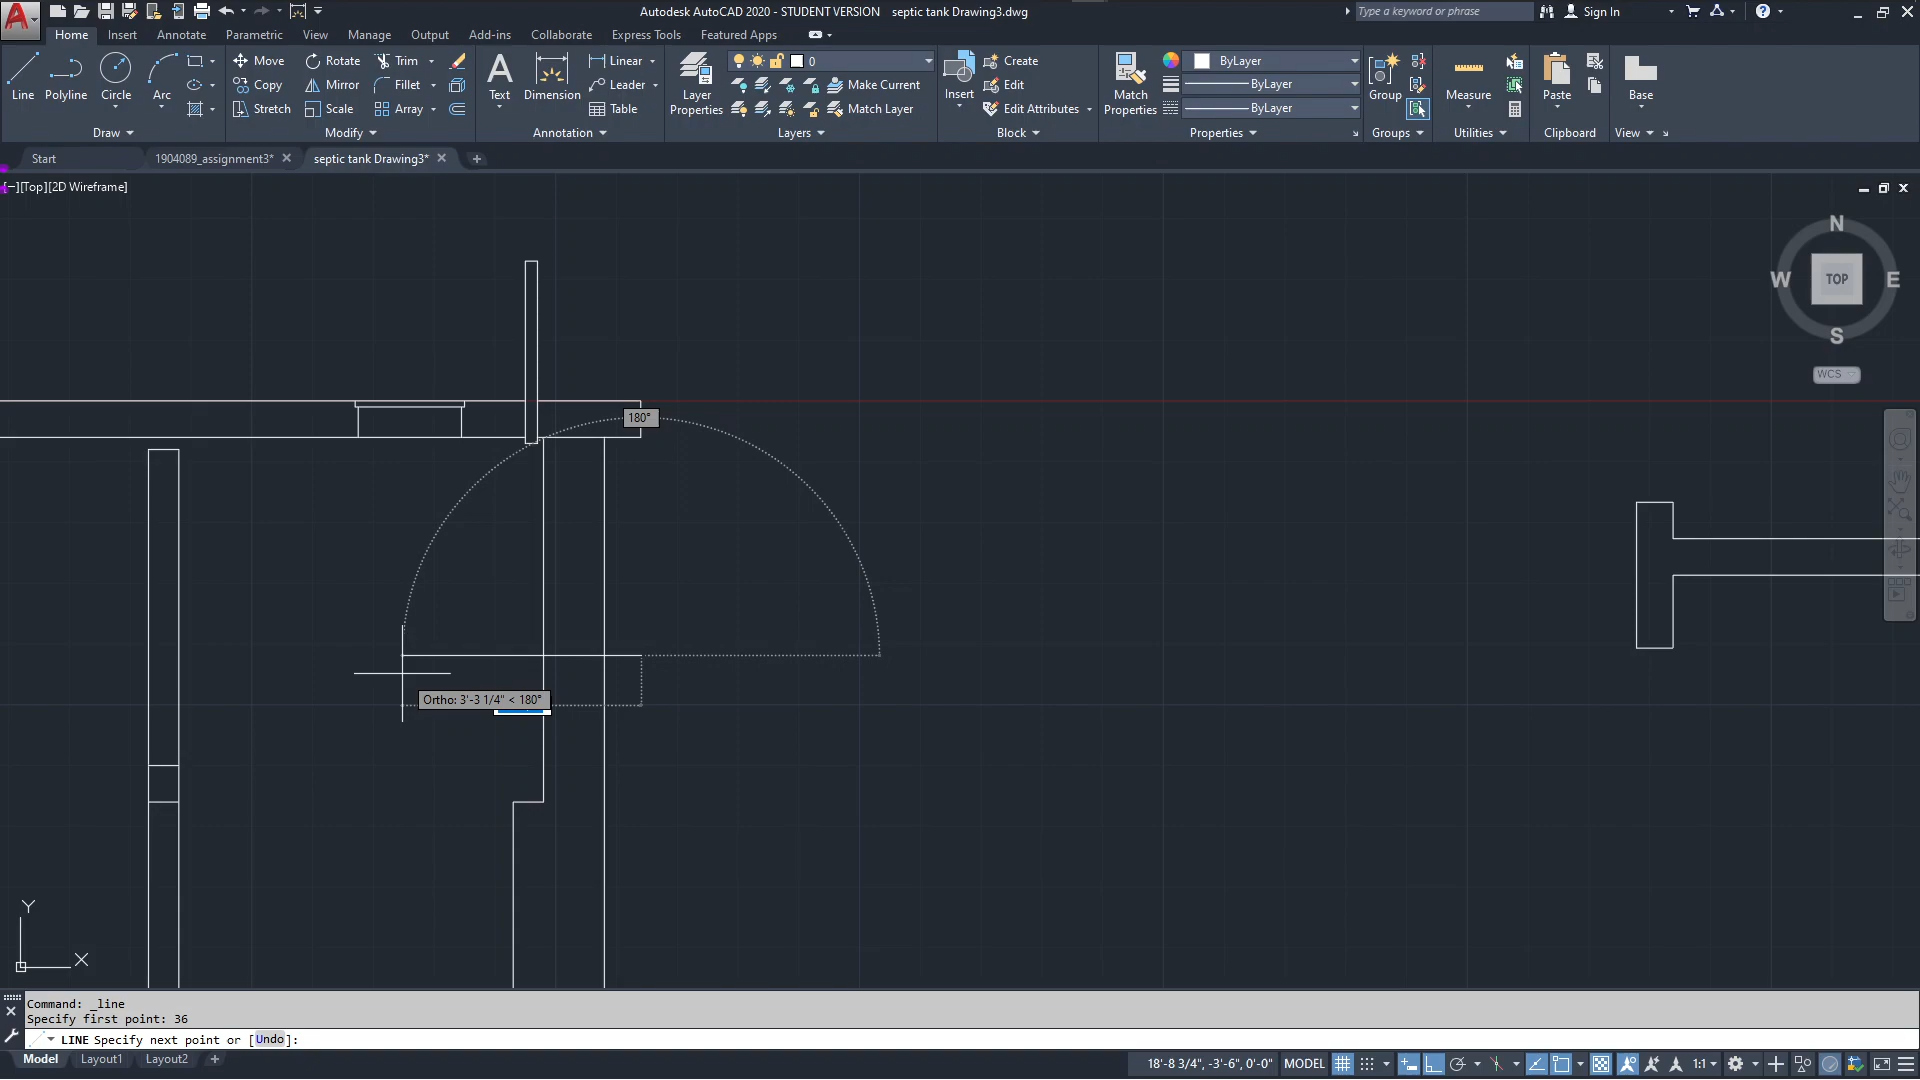 Autodesk AutoCAD 2020 - STUDENT VERSION septic tank Drawing3.dwg
Type a keyword or phrase
Sign In
Home Insert Annotate Parametric View Manage Output Add-ins Collaborate Express Tools Featured Apps
Line Polyline Circle Arc
Draw
Move Rotate Trim
Copy Mirror Fillet
Stretch Scale Array
Modify
Text Dimension
Linear
Leader
Table
Annotation
Layer Properties
0
Make Current
Match Layer
Layers
Insert
Create
Edit
Edit Attributes
Block
Match Properties
ByLayer
ByLayer
ByLayer
Properties
Group
Groups
Measure
Utilities
Paste
Clipboard
Base
View
Start 1904089_assignment3* septic tank Drawing3*
[−][Top][2D Wireframe]
N
W TOP E
S
WCS
180°
Ortho: 3'-3 1/4" < 180°
Y
X
Command: _line
Specify first point: 36
LINE Specify next point or [Undo]:
Model Layout1 Layout2
18'-8 3/4", -3'-6", 0'-0" MODEL 1:1